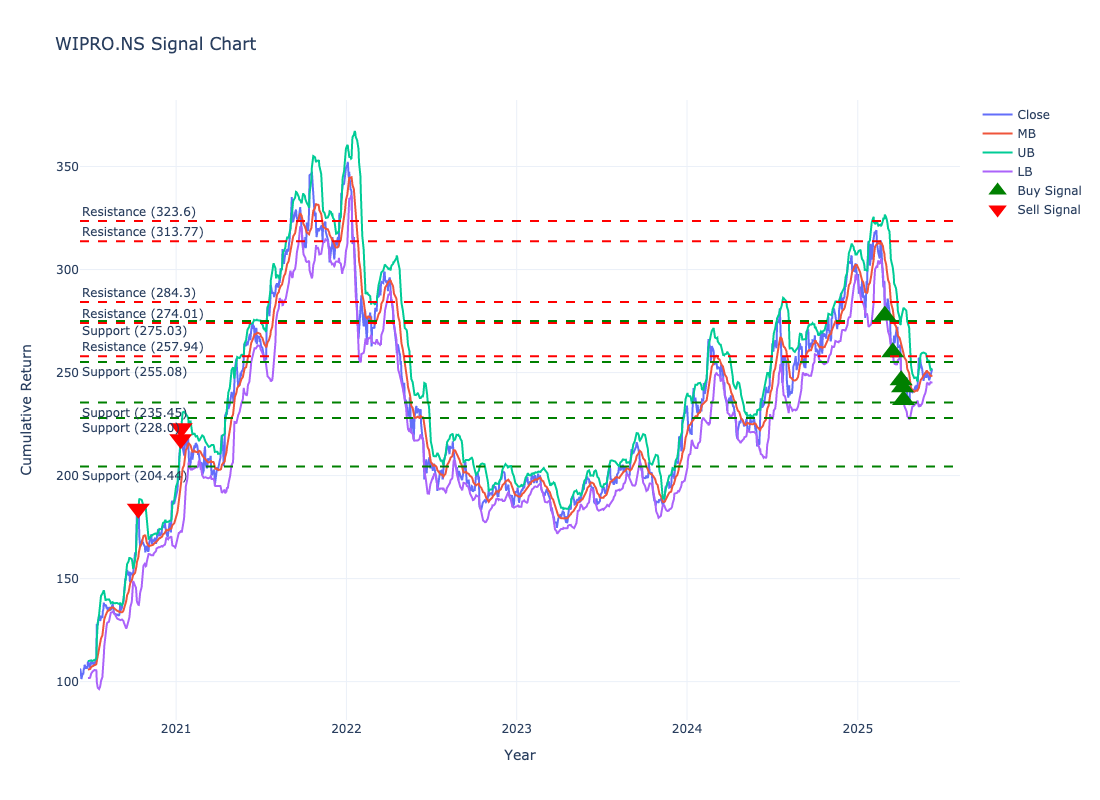 WIPRO.NS Signal Chart
Close
MB
UB
LB
Buy Signal
Sell Signal
Cumulative Return
350
300
250
200
150
100
Resistance (323.6)
Resistance (313.77)
Resistance (284.3)
Resistance (274.01)
Support (275.03)
Resistance (257.94)
Support (255.08)
Support (235.45)
Support (228.0
Support (204.44)
2021
2022
2023
2024
2025
Year